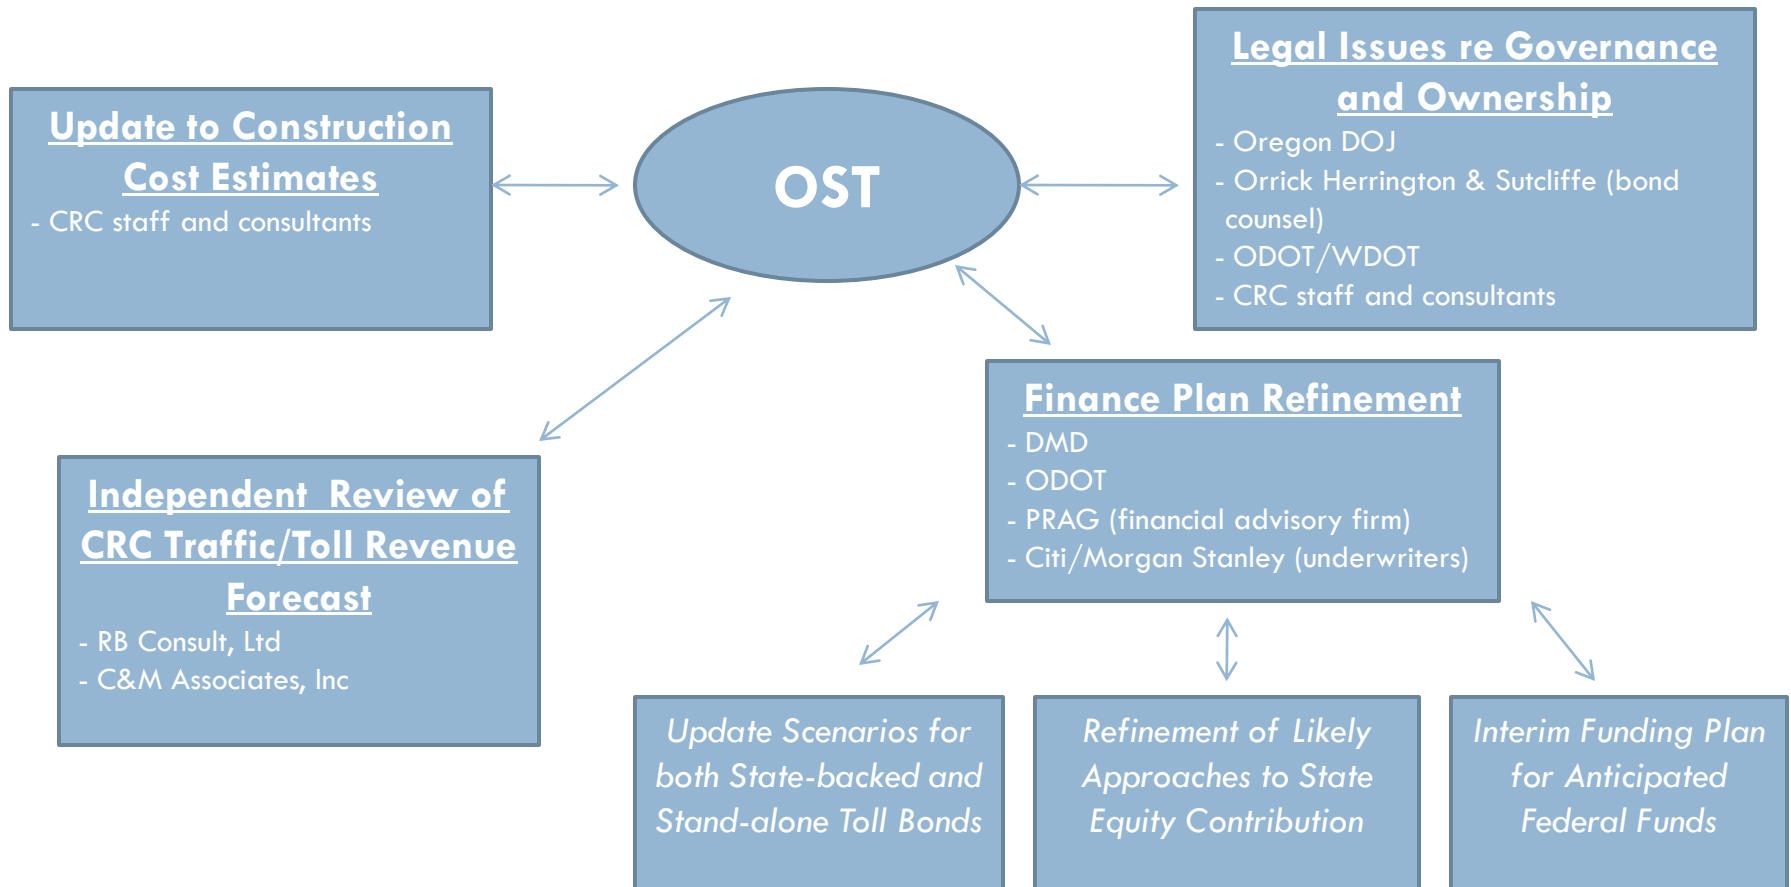 Update to Construction
Cost Estimates
- CRC staff and consultants
OST
Legal Issues re Governance
and Ownership
- Oregon DOJ
- Orrick Herrington & Sutcliffe (bond
counsel)
- ODOT/WDOT
- CRC staff and consultants
Independent Review of
CRC Traffic/Toll Revenue
Forecast
- RB Consult, Ltd
- C&M Associates, Inc
Finance Plan Refinement
- DMD
- ODOT
- PRAG (financial advisory firm)
- Citi/Morgan Stanley (underwriters)
Update Scenarios for
both State-backed and
Stand-alone Toll Bonds
Refinement of Likely
Approaches to State
Equity Contribution
Interim Funding Plan
for Anticipated
Federal Funds